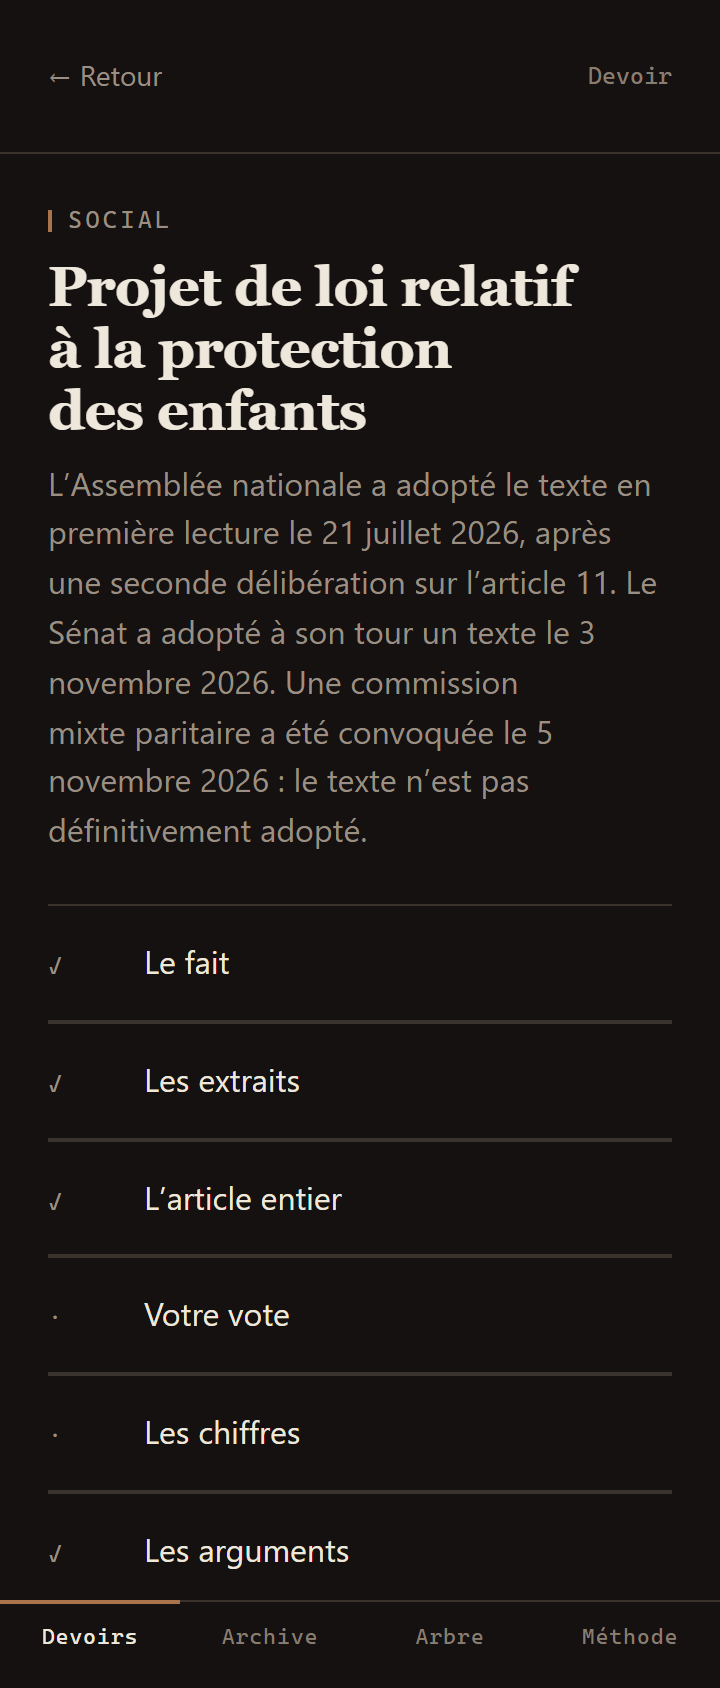 ← Retour
Devoir
SOCIAL
Projet de loi relatif
à la protection
des enfants
L’Assemblée nationale a adopté le texte en
première lecture le 21 juillet 2026, après
une seconde délibération sur l’article 11. Le
Sénat a adopté à son tour un texte le 3
novembre 2026. Une commission
mixte paritaire a été convoquée le 5
novembre 2026 : le texte n’est pas
définitivement adopté.
✓ Le fait
✓ Les extraits
✓ L’article entier
· Votre vote
· Les chiffres
✓ Les arguments
Devoirs Archive Arbre Méthode